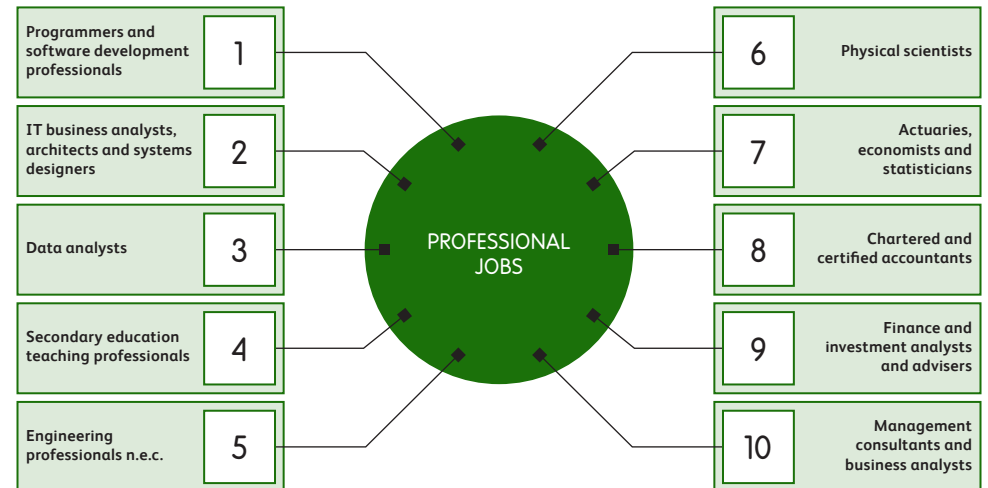 Programmers and
software development
professionals
1
IT business analysts,
architects and systems
designers
2
Data analysts
3
Secondary education
teaching professionals
4
Engineering
professionals n.e.c.
5
PROFESSIONAL
JOBS
6
Physical scientists
7
Actuaries,
economists and
statisticians
8
Chartered and
certified accountants
9
Finance and
investment analysts
and advisers
10
Management
consultants and
business analysts